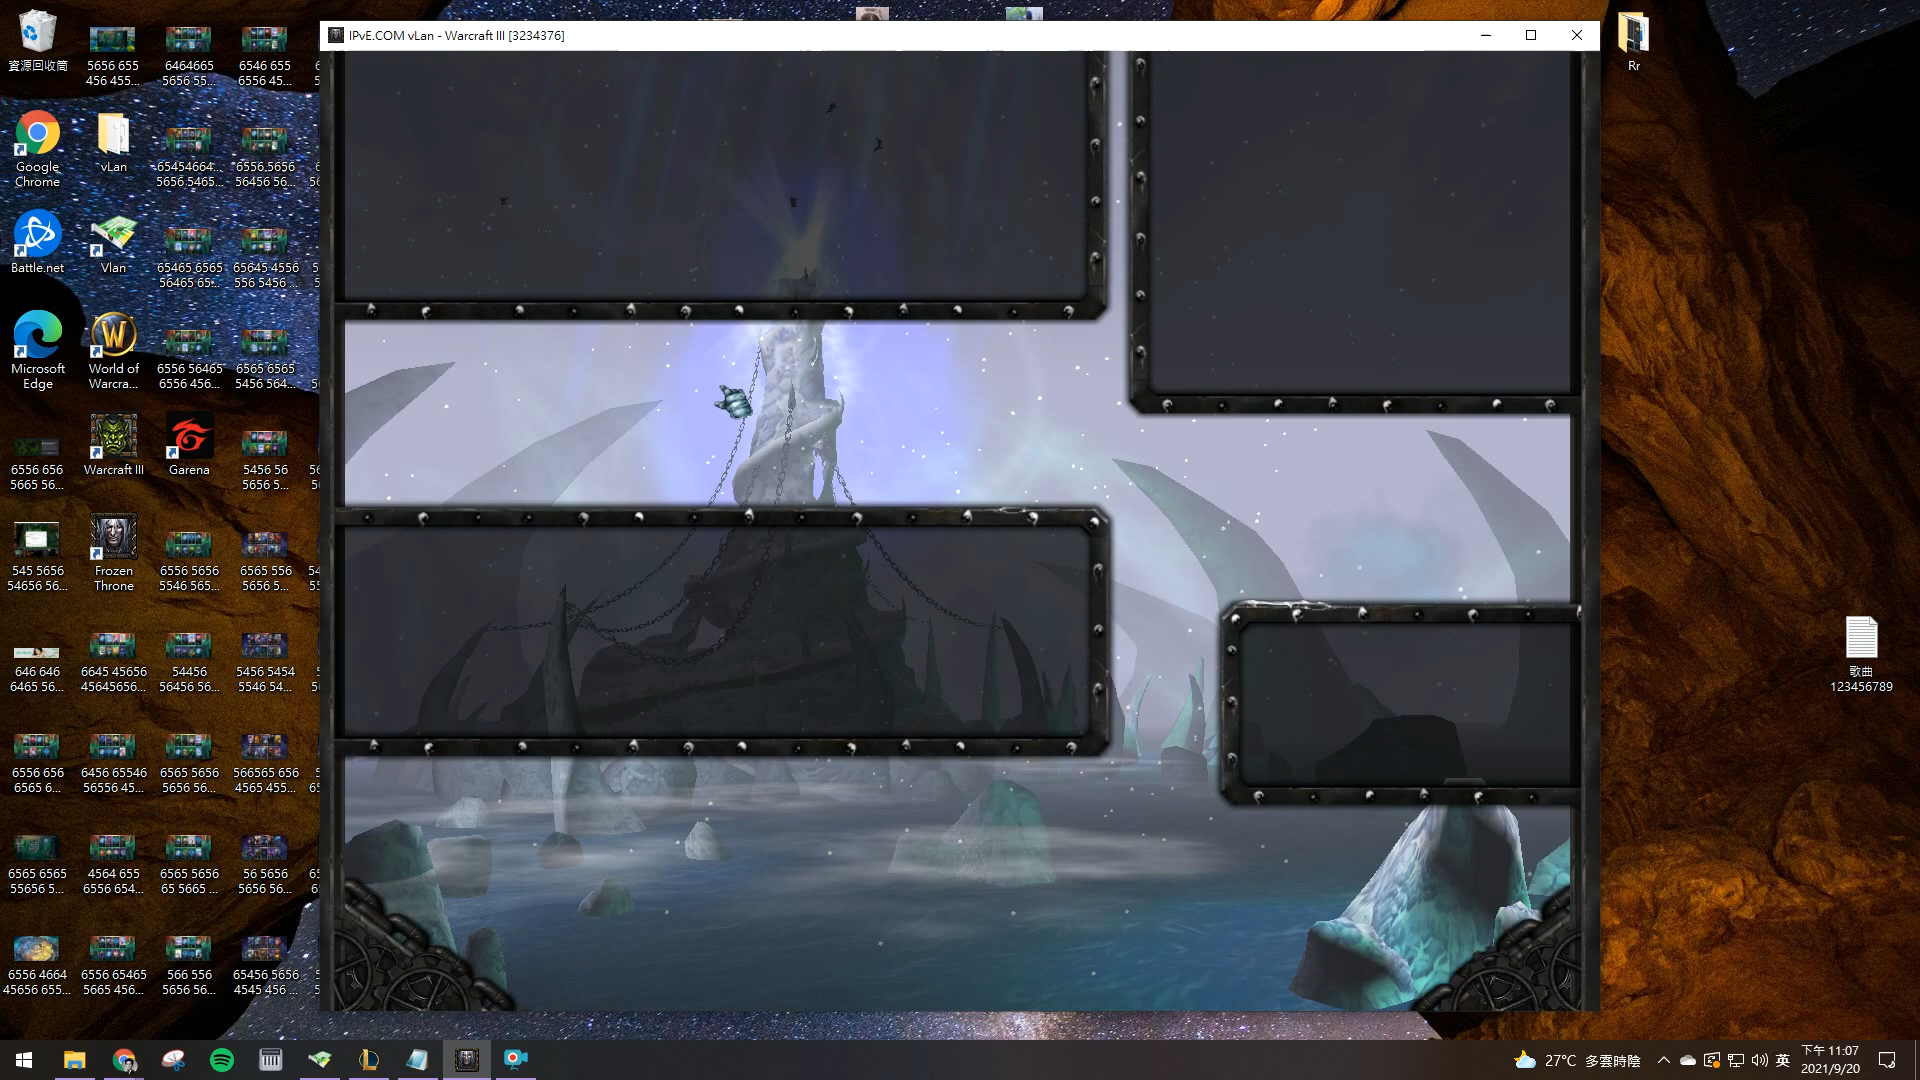 IPvE.COM vLan - Warcraft III [3234376]
資源回收筒
5656 655
456 455...
6464665
5656 55...
6546 655
6556 45...
Rr
Google
Chrome
vLan
65454664...
5656 5465...
6556 5656
56456 56...
Battle.net
Vlan
65465 6565
56465 65...
65645 4556
556 5456 ...
Microsoft
Edge
World of
Warcra...
6556 56465
6556 456...
6565 6565
5456 564...
6556 656
5665 56...
Warcraft III
Garena
5456 56
5656 5...
545 5656
54656 56...
Frozen
Throne
6556 5656
5546 565...
6565 556
5656 5...
646 646
6465 56...
6645 45656
45645656...
54456
56456 56...
5456 5454
5546 54...
歌曲
123456789
6556 656
6565 6...
6456 65546
56556 45...
6565 5656
5656 56...
566565 656
4565 455...
6565 6565
55656 5...
4564 655
6556 654...
6565 5656
65 5665 ...
56 5656
5656 56...
6556 4664
45656 655...
6556 65465
5665 456...
566 556
5656 56...
65456 5656
4545 456 ...
27°C 多雲時陰
英
下午 11:07
2021/9/20